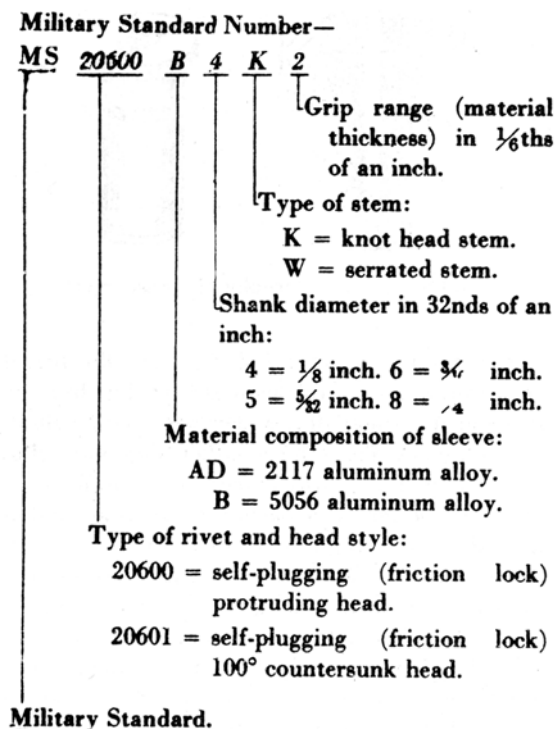 Military Standard Number—
MS 20600 B 4 K 2
Grip range (material
thickness) in ⅙ths
of an inch.
Type of stem:
K = knot head stem.
W = serrated stem.
Shank diameter in 32nds of an
inch:
4 = ⅛ inch. 6 = inch.
5 = 5⁄32 inch. 8 = inch.
Material composition of sleeve:
AD = 2117 aluminum alloy.
B = 5056 aluminum alloy.
Type of rivet and head style:
20600 = self-plugging (friction lock)
protruding head.
20601 = self-plugging (friction lock)
100° countersunk head.
Military Standard.